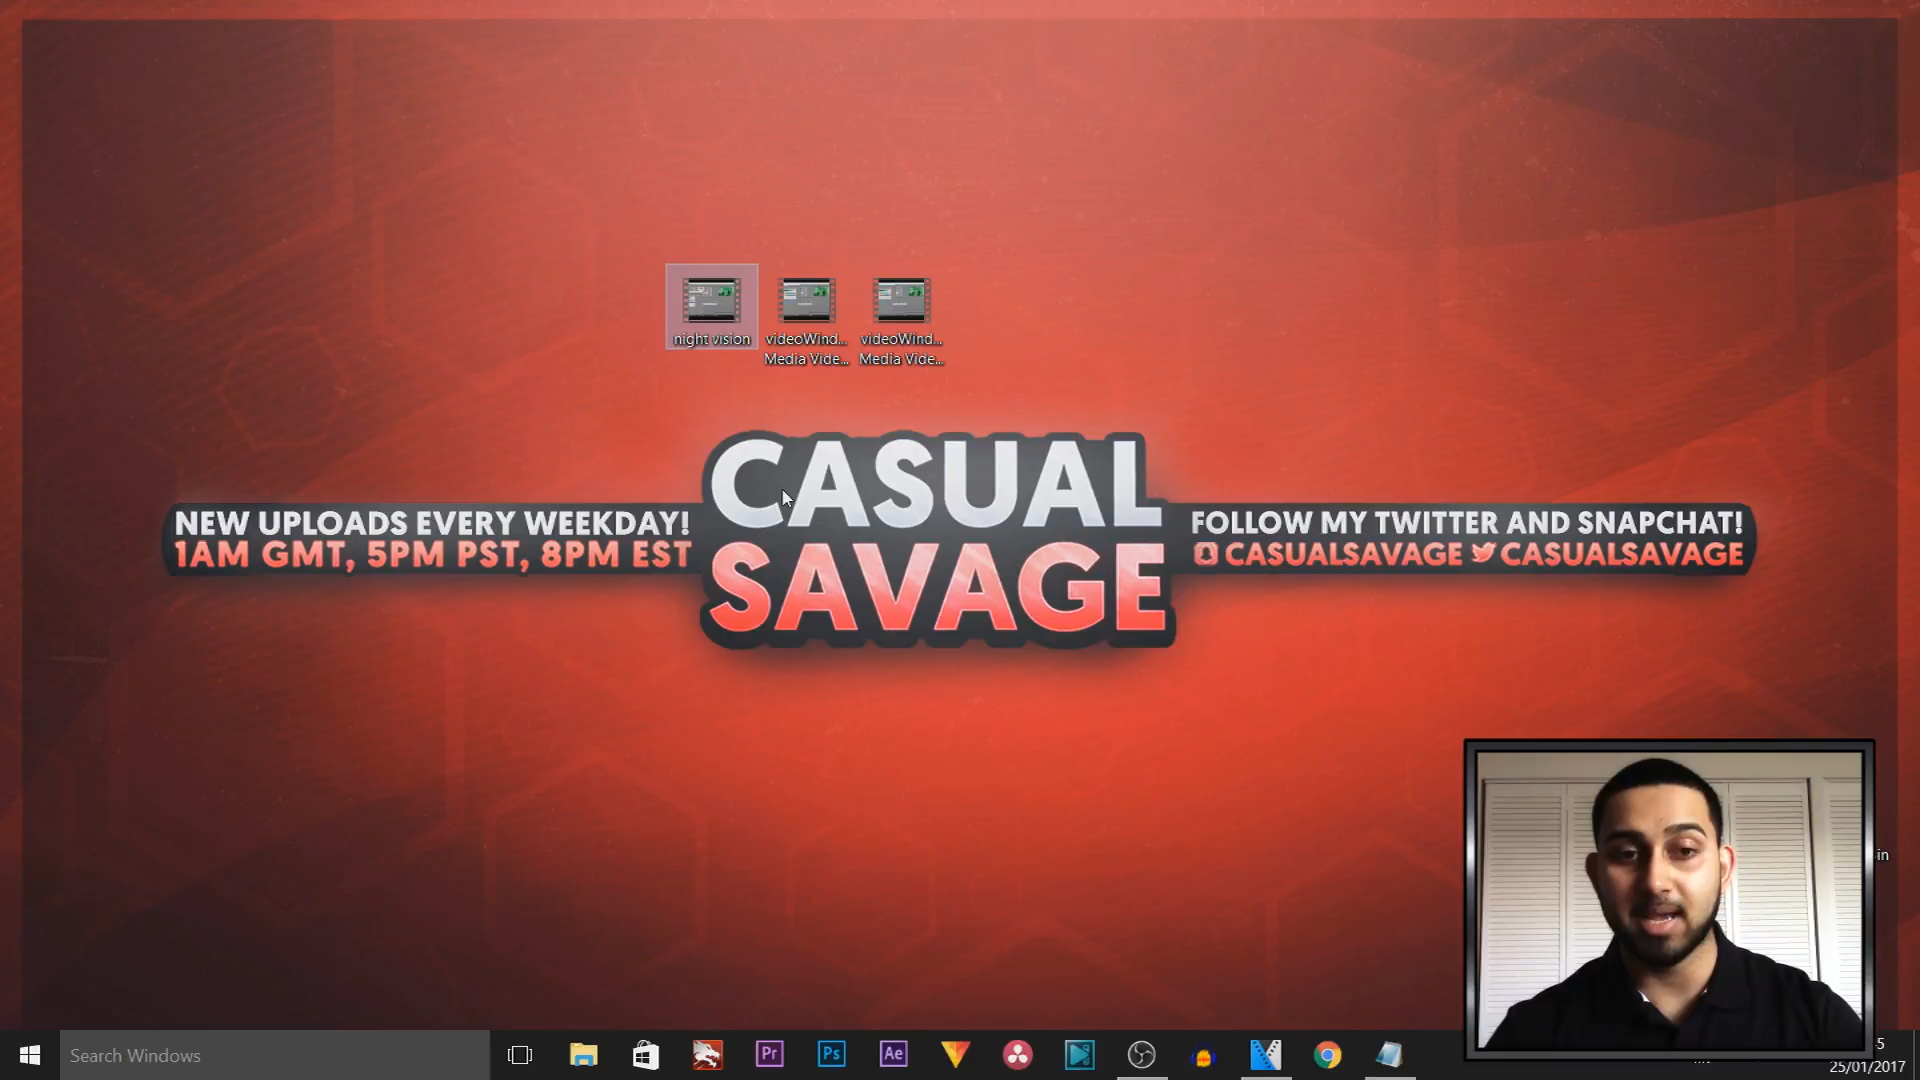 night vision
videoWind...
Media Vide...
videoWind...
Media Vide...
CASUAL
SAVAGE
NEW UPLOADS EVERY WEEKDAY!
1AM GMT, 5PM PST, 8PM EST
FOLLOW MY TWITTER AND SNAPCHAT!
CASUALSAVAGE CASUALSAVAGE
in
Search Windows
Pr
Ps
Ae
5
25/01/2017